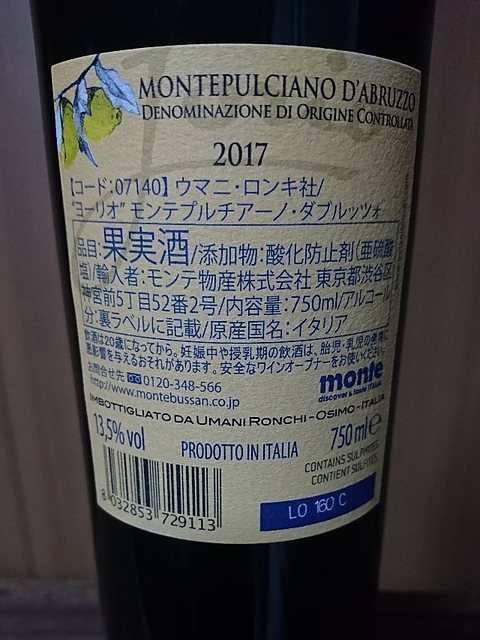 MONTEPULCIANO D'ABRUZZO
DENOMINAZIONE DI ORIGINE CONTROLLATA
2017
【コード:07140】ウマニ・ロンキ社/
"ヨーリオ" モンテプルチアーノ・ダブルッツォ
品目:果実酒/添加物:酸化防止剤(亜硫酸
塩)/輸入者:モンテ物産株式会社 東京都渋谷区
神宮前5丁目52番2号/内容量:750ml/アルコール
分:裏ラベルに記載/原産国名:イタリア
飲酒は20歳になってから。妊娠中や授乳期の飲酒は、胎児・乳児の発育に
悪影響を与えるおそれがあります。安全なワインオープナーをお使いください。
お問合せ先 0120-348-566
http://www.montebussan.co.jp
monte
discover & taste ITALIA
IMBOTTIGLIATO DA UMANI RONCHI - OSIMO - ITALIA
13,5% vol
PRODOTTO IN ITALIA
750 ml e
CONTAINS SULPHITES
CONTIENT SULFITES
8 032853 729113
LO 160 C